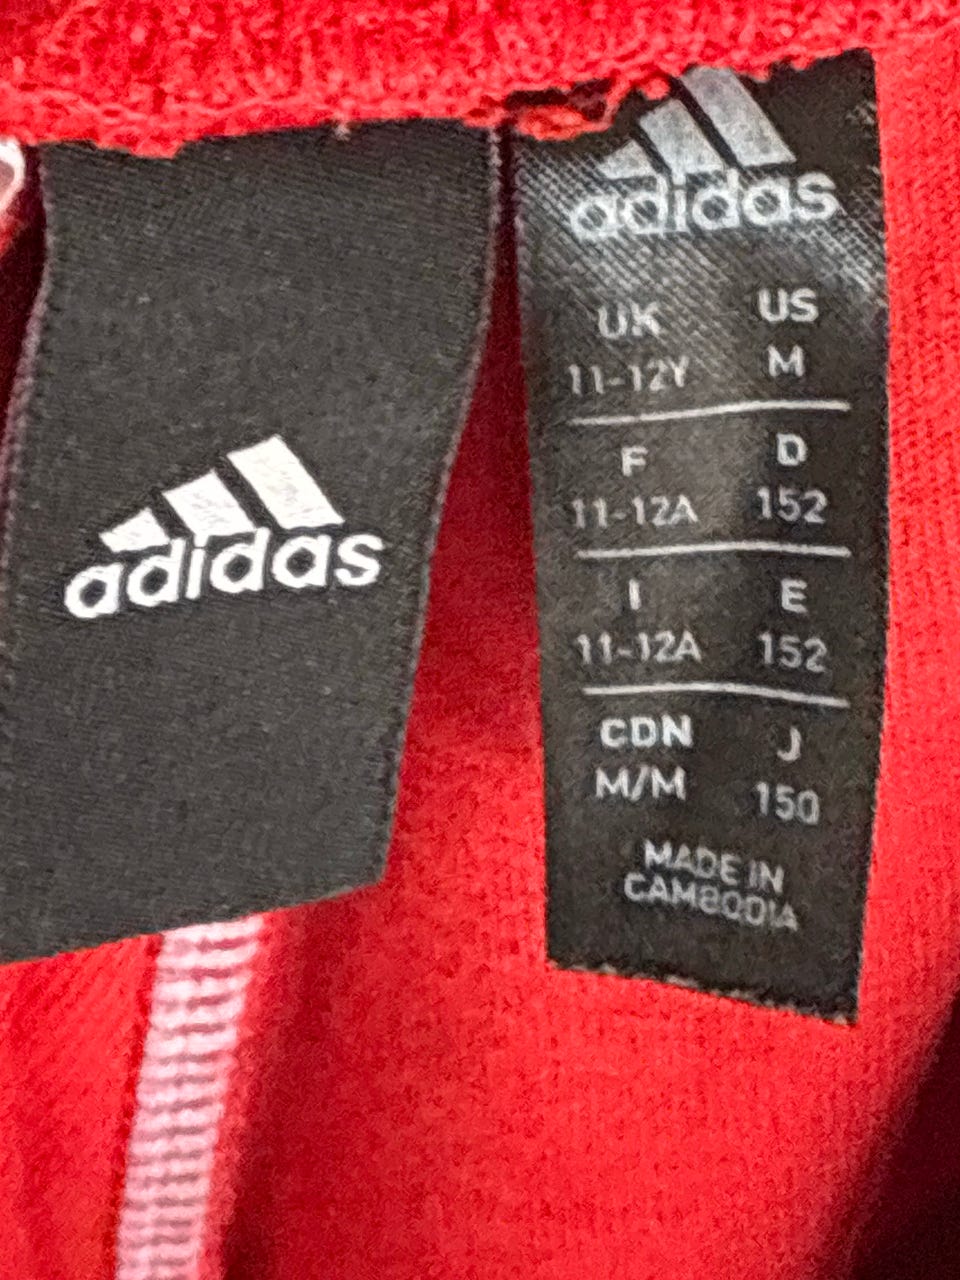 adidas
adidas
UK US
11-12Y M
F D
11-12A 152
I E
11-12A 152
CDN J
M/M 150
MADE IN
CAMBODIA